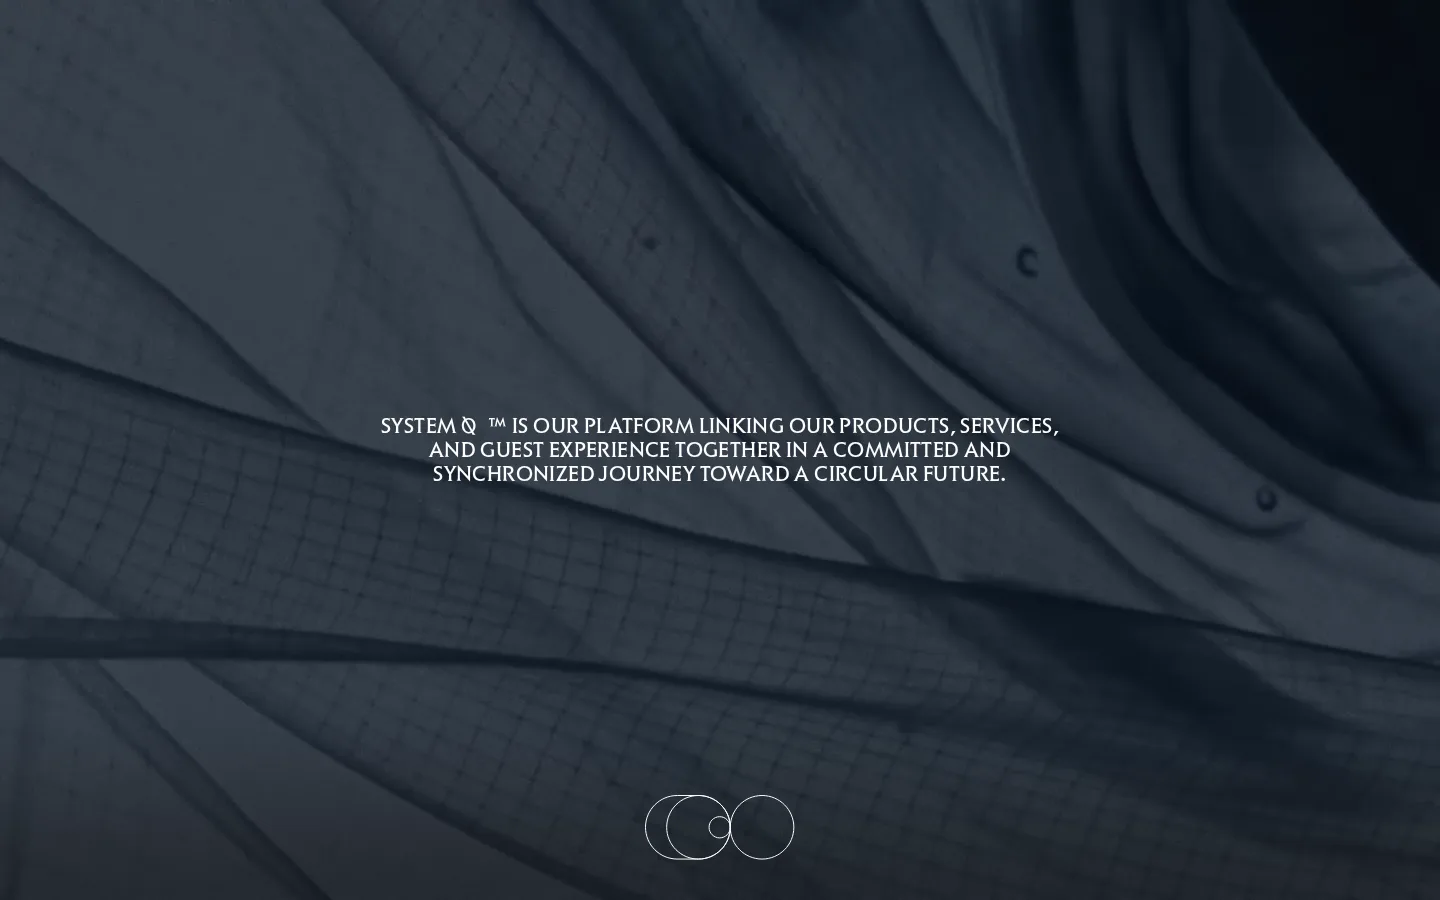 SYSTEM Q ™ IS OUR PLATFORM LINKING OUR PRODUCTS, SERVICES,
AND GUEST EXPERIENCE TOGETHER IN A COMMITTED AND
SYNCHRONIZED JOURNEY TOWARD A CIRCULAR FUTURE.